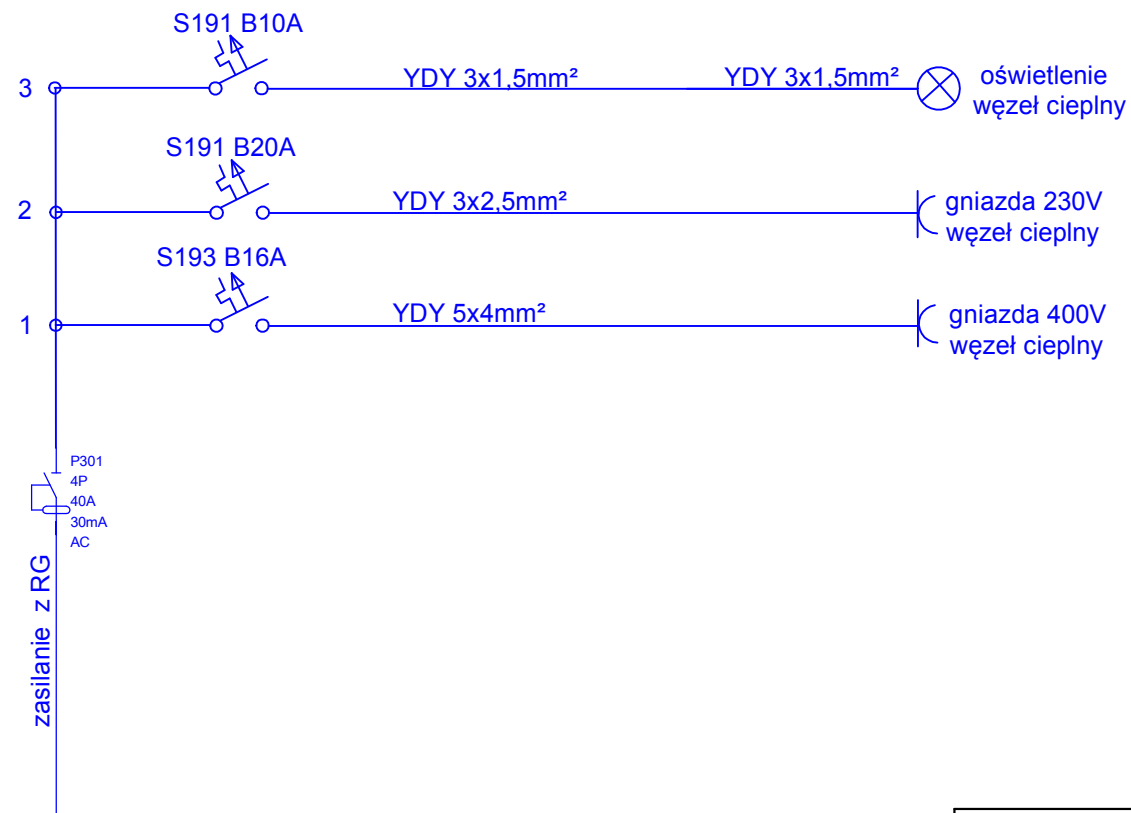 S191 B10A
3
YDY 3x1,5mm²
YDY 3x1,5mm²
oświetlenie
węzeł cieplny
S191 B20A
2
YDY 3x2,5mm²
gniazda 230V
węzeł cieplny
S193 B16A
1
YDY 5x4mm²
gniazda 400V
węzeł cieplny
P301
4P
40A
30mA
AC
zasilanie z RG